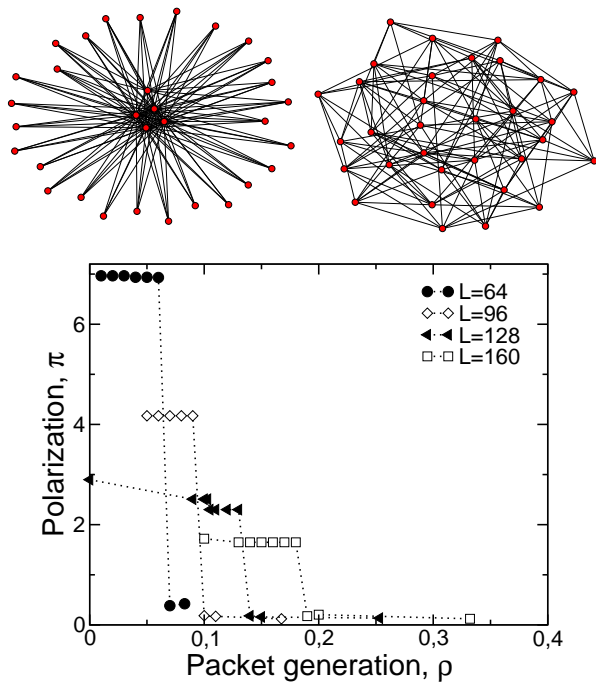 Polarization, π
6
4
2
0
L=64
L=96
L=128
L=160
0
0,1
0,2
0,3
0,4
Packet generation, ρ